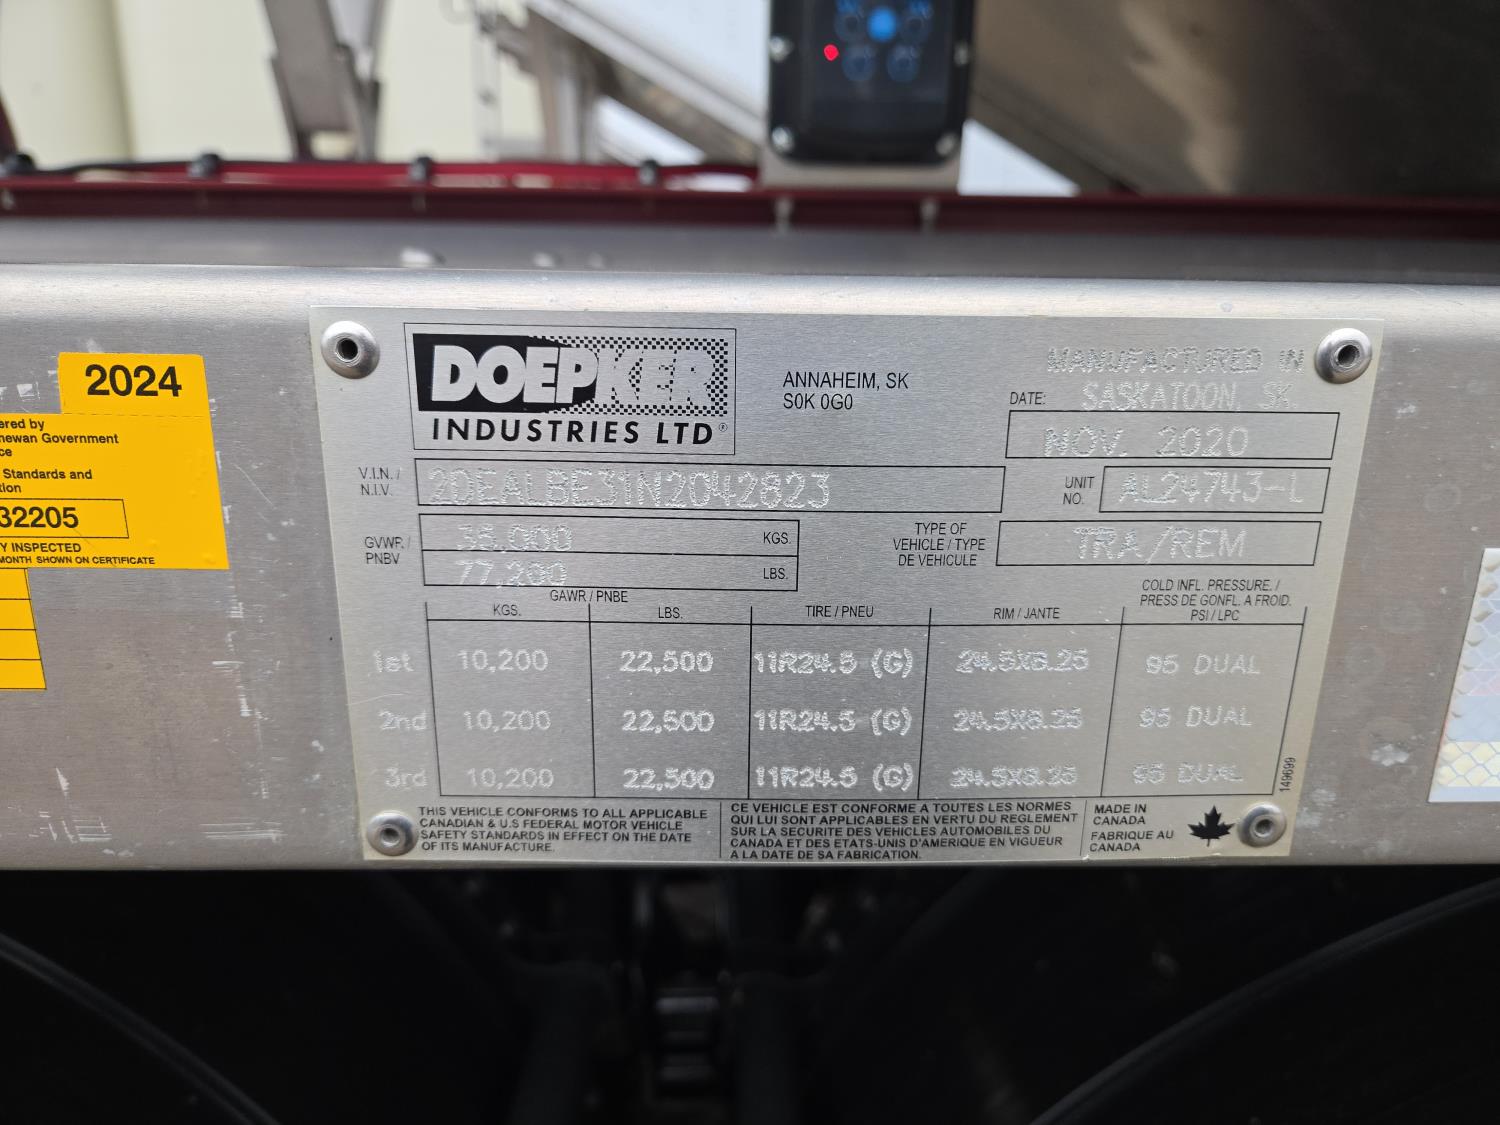 2024
ered by
hewan Government
ce
Standards and
tion
32205
Y INSPECTED
MONTH SHOWN ON CERTIFICATE
DOEPKER
INDUSTRIES LTD®
ANNAHEIM, SK
S0K 0G0
MANUFACTURED IN
SASKATOON, SK.
DATE:
NOV. 2020
V.I.N. /
N.I.V.
2DEALBE31N2042823
UNIT
NO.
AL24743-L
GVWR /
PNBV
35,000 KGS.
77,200 LBS.
TYPE OF
VEHICLE / TYPE
DE VEHICULE
TRA/REM
GAWR / PNBE
KGS. LBS. TIRE / PNEU RIM / JANTE
COLD INFL. PRESSURE. /
PRESS DE GONFL. A FROID.
PSI / LPC
1st 10,200 22,500 11R24.5 (G) 24.5X8.25 95 DUAL
2nd 10,200 22,500 11R24.5 (G) 24.5X8.25 95 DUAL
3rd 10,200 22,500 11R24.5 (G) 24.5X8.25 95 DUAL
149699
THIS VEHICLE CONFORMS TO ALL APPLICABLE
CANADIAN & U.S FEDERAL MOTOR VEHICLE
SAFETY STANDARDS IN EFFECT ON THE DATE
OF ITS MANUFACTURE.
CE VEHICLE EST CONFORME A TOUTES LES NORMES
QUI LUI SONT APPLICABLES EN VERTU DU REGLEMENT
SUR LA SECURITE DES VEHICLES AUTOMOBILES DU
CANADA ET DES ETATS-UNIS D'AMERIQUE EN VIGUEUR
A LA DATE DE SA FABRICATION.
MADE IN
CANADA
FABRIQUE AU
CANADA